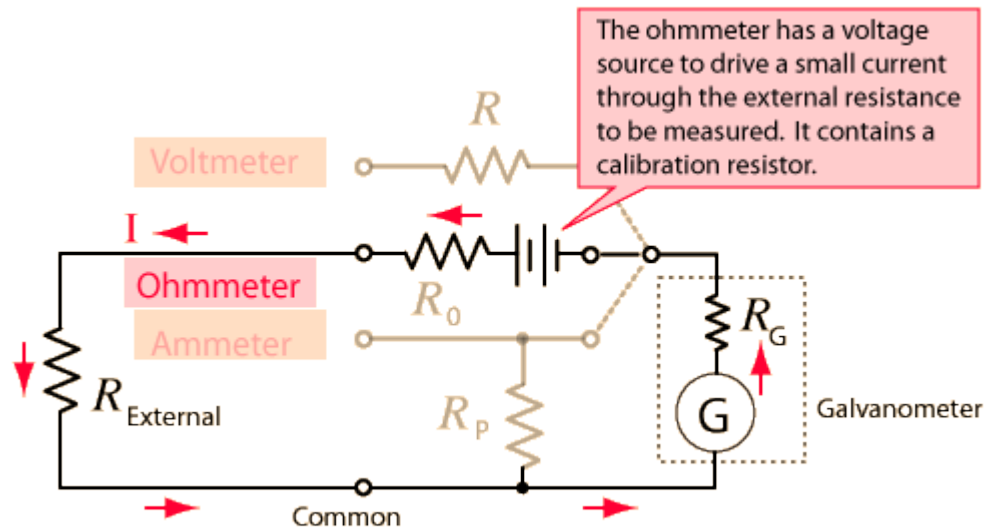 The ohmmeter has a voltage
source to drive a small current
through the external resistance
to be measured. It contains a
calibration resistor.
R
Voltmeter
I
Ohmmeter
R0
Ammeter
RG
RExternal
RP
G
Galvanometer
Common